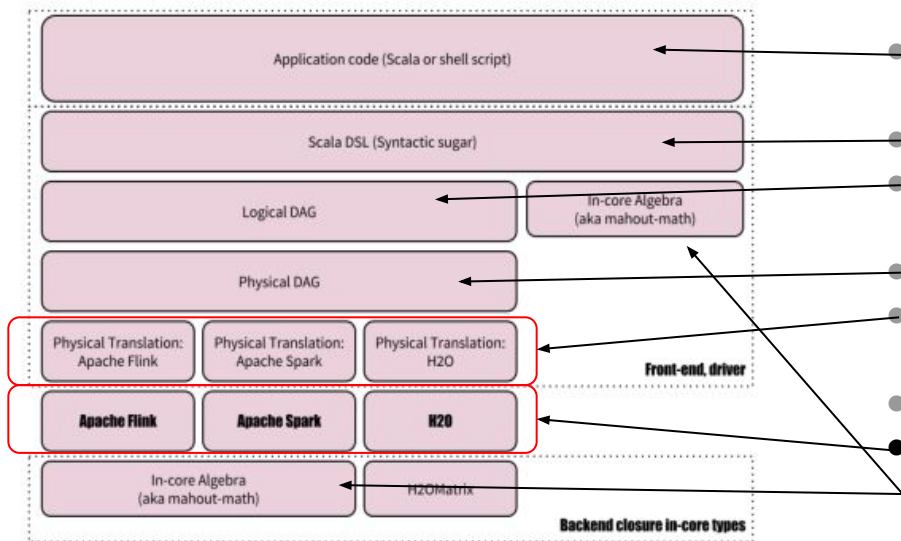 Application code (Scala or shell script)
Scala DSL (Syntactic sugar)
Logical DAG
In-core Algebra
(aka mahout-math)
Physical DAG
Physical Translation:
Apache Flink
Physical Translation:
Apache Spark
Physical Translation:
H2O
Front-end, driver
Apache Flink
Apache Spark
H2O
In-core Algebra
(aka mahout-math)
H2OMatrix
Backend closure in-core types